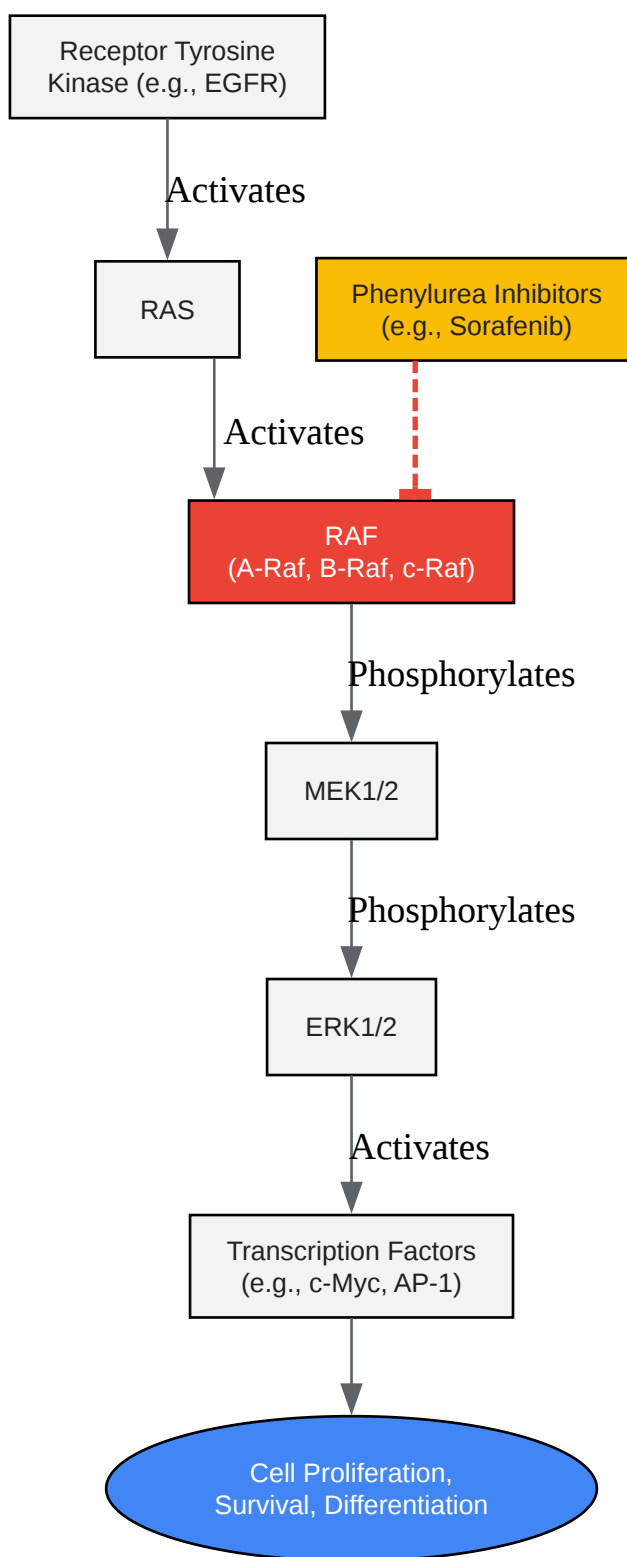 Receptor Tyrosine
Kinase (e.g., EGFR)
Activates
RAS
Phenylurea Inhibitors
(e.g., Sorafenib)
Activates
RAF
(A-Raf, B-Raf, c-Raf)
Phosphorylates
MEK1/2
Phosphorylates
ERK1/2
Activates
Transcription Factors
(e.g., c-Myc, AP-1)
Cell Proliferation,
Survival, Differentiation